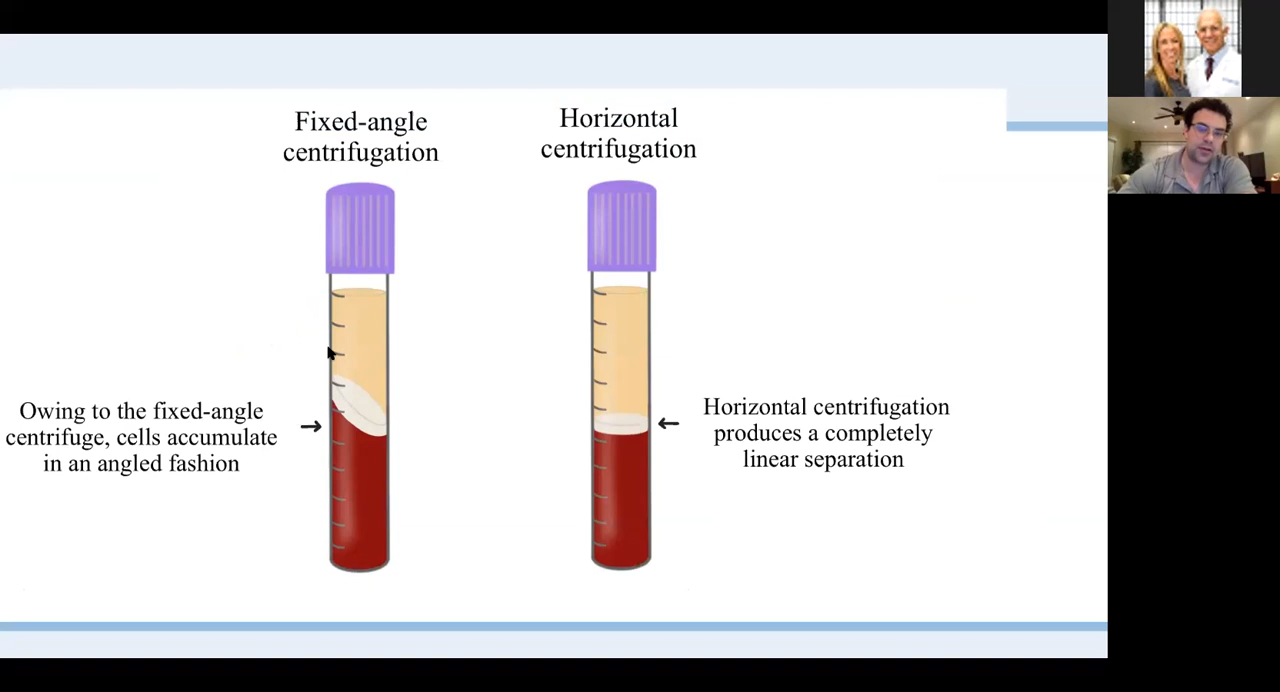 Fixed-angle
centrifugation
Horizontal
centrifugation
Owing to the fixed-angle
centrifuge, cells accumulate
in an angled fashion
Horizontal centrifugation
produces a completely
linear separation